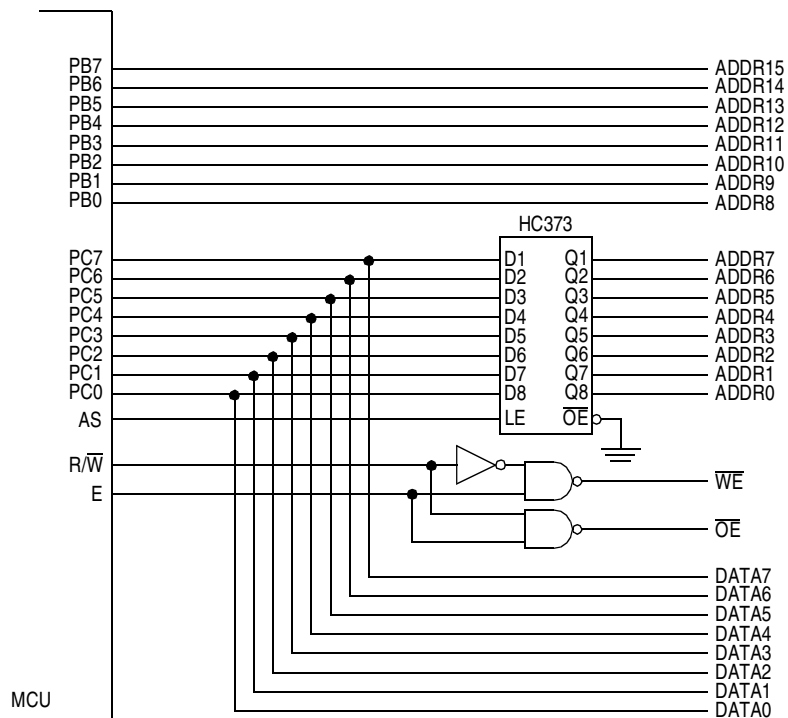 PB7 ADDR15
PB6 ADDR14
PB5 ADDR13
PB4 ADDR12
PB3 ADDR11
PB2 ADDR10
PB1 ADDR9
PB0 ADDR8
HC373
PC7 D1 Q1 ADDR7
PC6 D2 Q2 ADDR6
PC5 D3 Q3 ADDR5
PC4 D4 Q4 ADDR4
PC3 D5 Q5 ADDR3
PC2 D6 Q6 ADDR2
PC1 D7 Q7 ADDR1
PC0 D8 Q8 ADDR0
AS LE O̅E̅
R/W̅
W̅E̅
E
O̅E̅
DATA7
DATA6
DATA5
DATA4
DATA3
DATA2
DATA1
MCU
DATA0